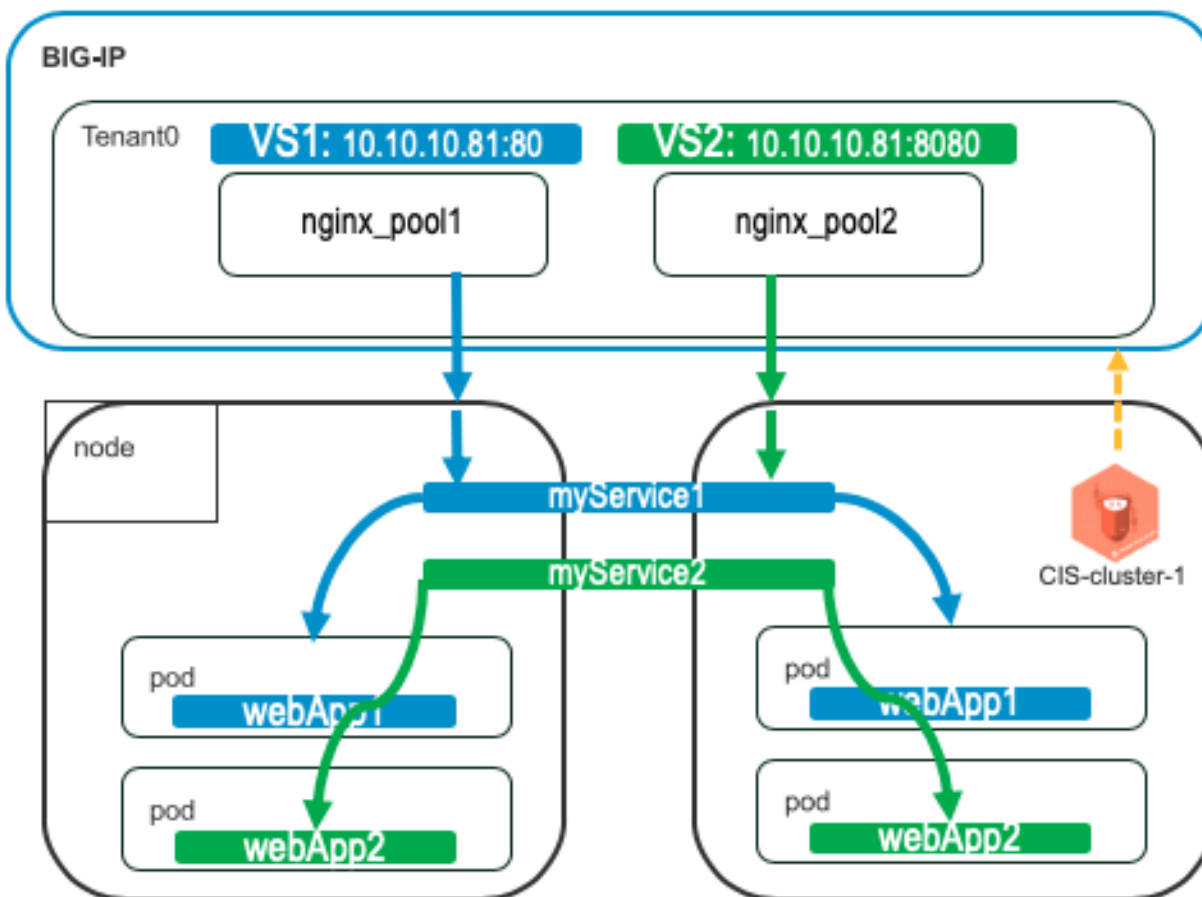 BIG-IP
Tenant0
VS1: 10.10.10.81:80
VS2: 10.10.10.81:8080
nginx_pool1
nginx_pool2
node
myService1
myService2
CIS-cluster-1
pod
webApp1
pod
webApp1
pod
webApp2
pod
webApp2